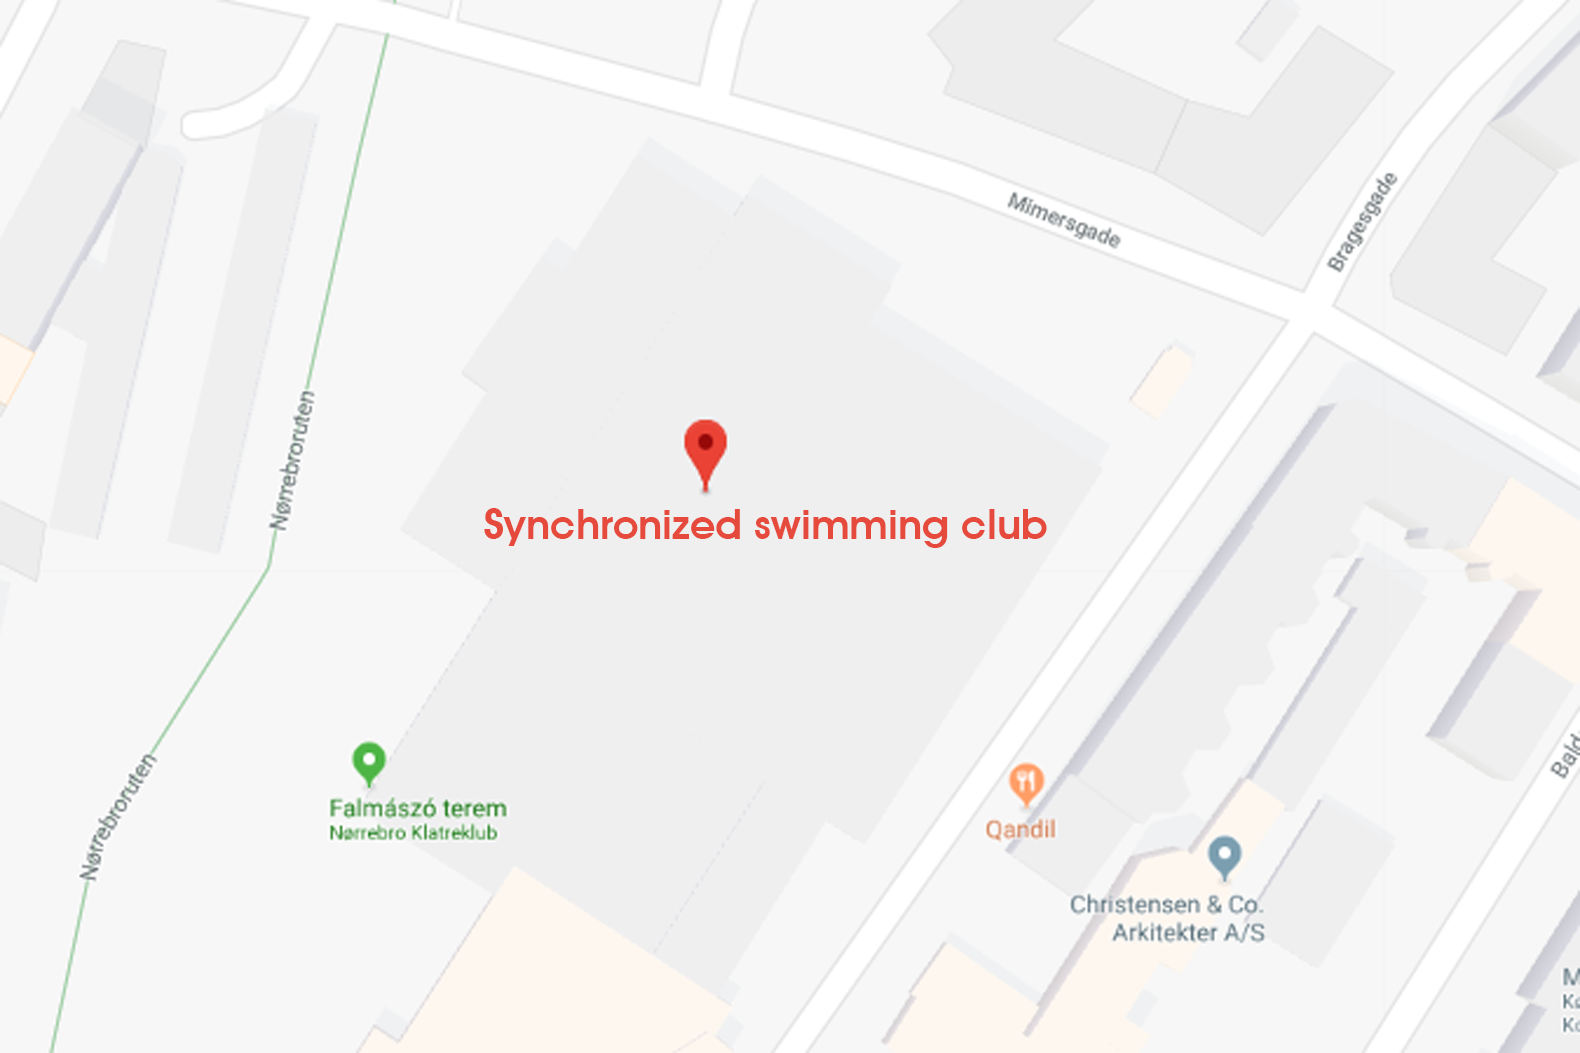 Mimersgade
Bragesgade
Nørrebroruten
Synchronized swimming club
Nørrebroruten
Falmászó terem
Nørrebro Klatreklub
Qandil
Christensen & Co.
Arkitekter A/S